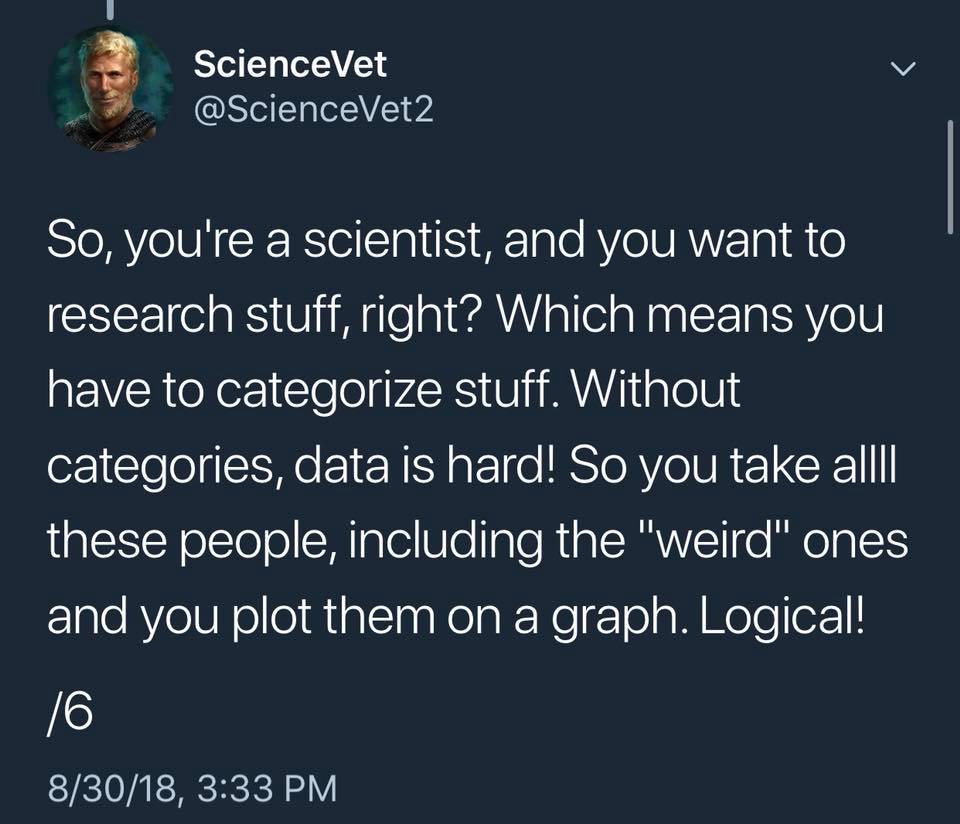 ScienceVet
@ScienceVet2
So, you're a scientist, and you want to
research stuff, right? Which means you
have to categorize stuff. Without
categories, data is hard! So you take allll
these people, including the "weird" ones
and you plot them on a graph. Logical!
/6
8/30/18, 3:33 PM